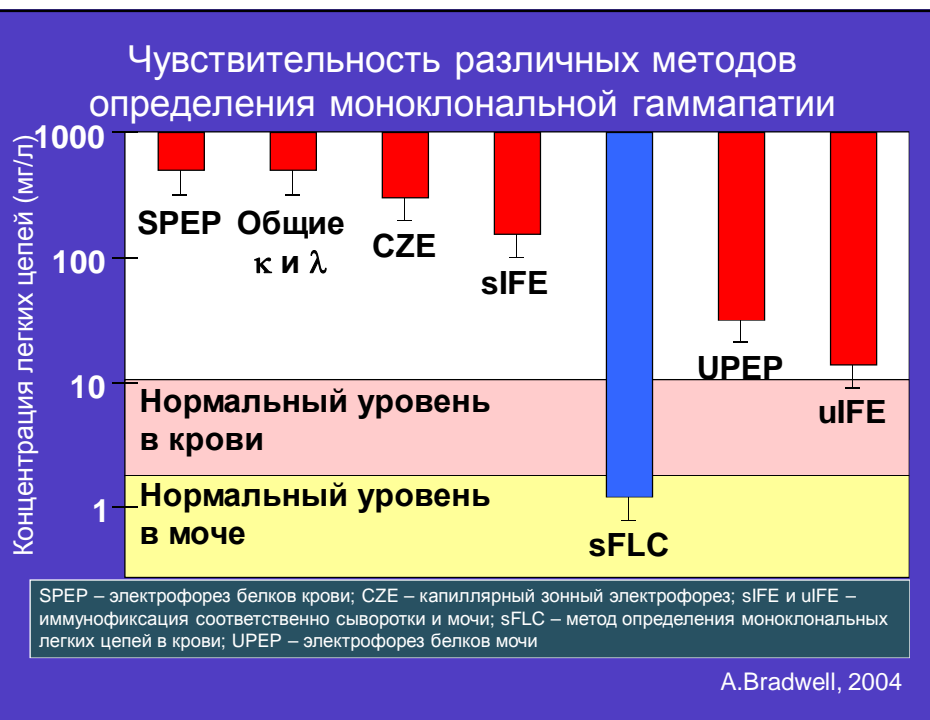 Чувствительность различных методов
определения моноклональной гаммапатии
Концентрация легких цепей (мг/л)
1000
100
10
1
SPEP
Общие
κ и λ
CZE
sIFE
sFLC
UPEP
uIFE
Нормальный уровень
в крови
Нормальный уровень
в моче
SPEP – электрофорез белков крови; CZE – капиллярный зонный электрофорез; sIFE и uIFE –
иммунофиксация соответственно сыворотки и мочи; sFLC – метод определения моноклональных
легких цепей в крови; UPEP – электрофорез белков мочи
A.Bradwell, 2004